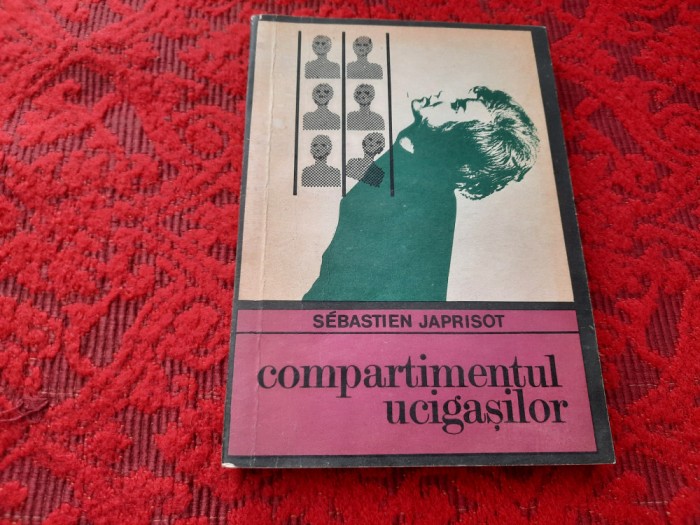 SÉBASTIEN JAPRISOT
compartimentul
ucigașilor